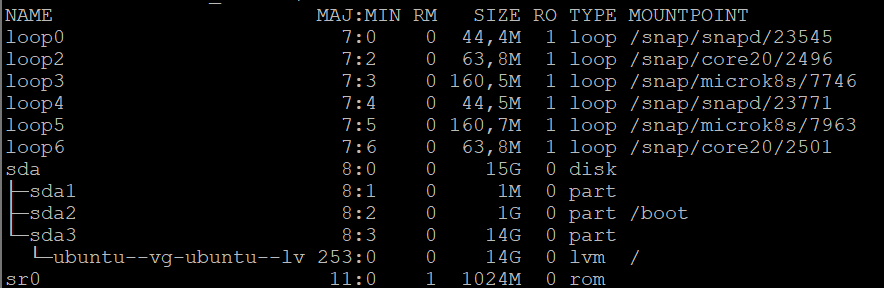 NAME MAJ:MIN RM SIZE RO TYPE MOUNTPOINT
loop0 7:0 0 44,4M 1 loop /snap/snapd/23545
loop2 7:2 0 63,8M 1 loop /snap/core20/2496
loop3 7:3 0 160,5M 1 loop /snap/microk8s/7746
loop4 7:4 0 44,5M 1 loop /snap/snapd/23771
loop5 7:5 0 160,7M 1 loop /snap/microk8s/7963
loop6 7:6 0 63,8M 1 loop /snap/core20/2501
sda 8:0 0 15G 0 disk
├─sda1 8:1 0 1M 0 part
├─sda2 8:2 0 1G 0 part /boot
└─sda3 8:3 0 14G 0 part
  └─ubuntu--vg-ubuntu--lv 253:0 0 14G 0 lvm /
sr0 11:0 1 1024M 0 rom